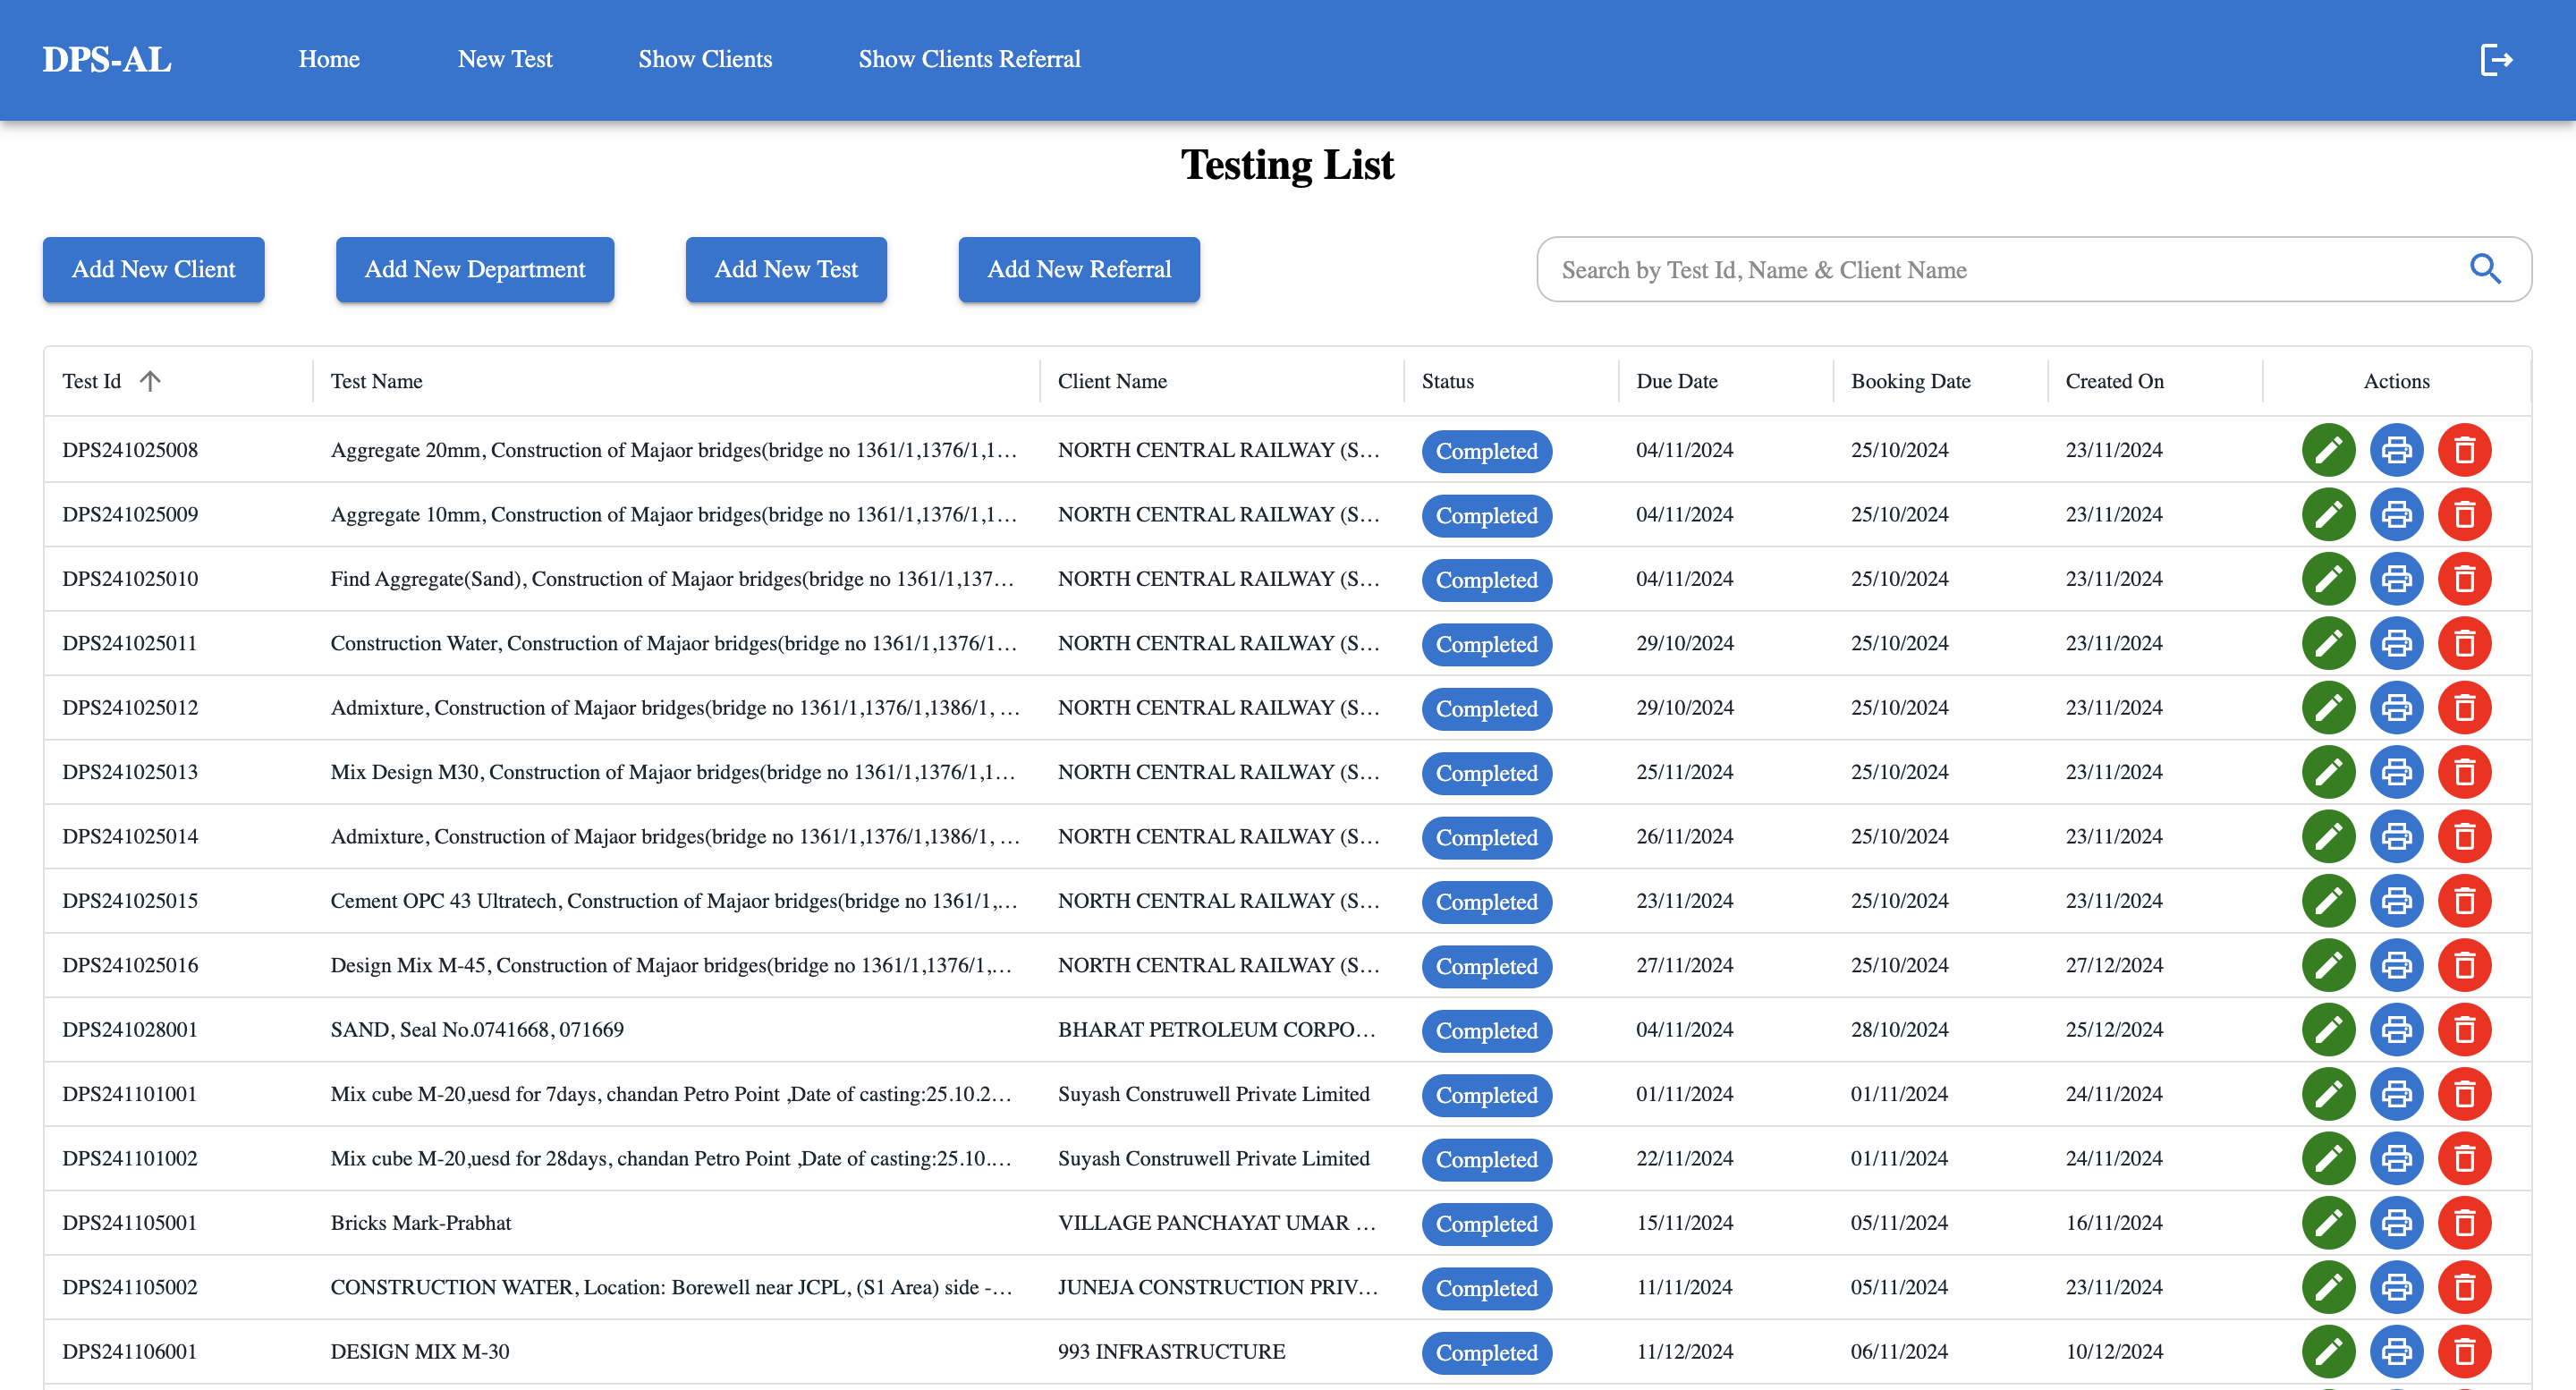 DPS-AL Home New Test Show Clients Show Clients Referral
Testing List
Add New Client Add New Department Add New Test Add New Referral Search by Test Id, Name & Client Name
Test Id Test Name Client Name Status Due Date Booking Date Created On Actions
DPS241025008 Aggregate 20mm, Construction of Majaor bridges(bridge no 1361/1,1376/1,1… NORTH CENTRAL RAILWAY (S… Completed 04/11/2024 25/10/2024 23/11/2024
DPS241025009 Aggregate 10mm, Construction of Majaor bridges(bridge no 1361/1,1376/1,1… NORTH CENTRAL RAILWAY (S… Completed 04/11/2024 25/10/2024 23/11/2024
DPS241025010 Find Aggregate(Sand), Construction of Majaor bridges(bridge no 1361/1,137… NORTH CENTRAL RAILWAY (S… Completed 04/11/2024 25/10/2024 23/11/2024
DPS241025011 Construction Water, Construction of Majaor bridges(bridge no 1361/1,1376/1… NORTH CENTRAL RAILWAY (S… Completed 29/10/2024 25/10/2024 23/11/2024
DPS241025012 Admixture, Construction of Majaor bridges(bridge no 1361/1,1376/1,1386/1, … NORTH CENTRAL RAILWAY (S… Completed 29/10/2024 25/10/2024 23/11/2024
DPS241025013 Mix Design M30, Construction of Majaor bridges(bridge no 1361/1,1376/1,1… NORTH CENTRAL RAILWAY (S… Completed 25/11/2024 25/10/2024 23/11/2024
DPS241025014 Admixture, Construction of Majaor bridges(bridge no 1361/1,1376/1,1386/1, … NORTH CENTRAL RAILWAY (S… Completed 26/11/2024 25/10/2024 23/11/2024
DPS241025015 Cement OPC 43 Ultratech, Construction of Majaor bridges(bridge no 1361/1,… NORTH CENTRAL RAILWAY (S… Completed 23/11/2024 25/10/2024 23/11/2024
DPS241025016 Design Mix M-45, Construction of Majaor bridges(bridge no 1361/1,1376/1,… NORTH CENTRAL RAILWAY (S… Completed 27/11/2024 25/10/2024 27/12/2024
DPS241028001 SAND, Seal No.0741668, 071669 BHARAT PETROLEUM CORPO… Completed 04/11/2024 28/10/2024 25/12/2024
DPS241101001 Mix cube M-20,uesd for 7days, chandan Petro Point ,Date of casting:25.10.2… Suyash Construwell Private Limited Completed 01/11/2024 01/11/2024 24/11/2024
DPS241101002 Mix cube M-20,uesd for 28days, chandan Petro Point ,Date of casting:25.10.… Suyash Construwell Private Limited Completed 22/11/2024 01/11/2024 24/11/2024
DPS241105001 Bricks Mark-Prabhat VILLAGE PANCHAYAT UMAR … Completed 15/11/2024 05/11/2024 16/11/2024
DPS241105002 CONSTRUCTION WATER, Location: Borewell near JCPL, (S1 Area) side -… JUNEJA CONSTRUCTION PRIV… Completed 11/11/2024 05/11/2024 23/11/2024
DPS241106001 DESIGN MIX M-30 993 INFRASTRUCTURE Completed 11/12/2024 06/11/2024 10/12/2024